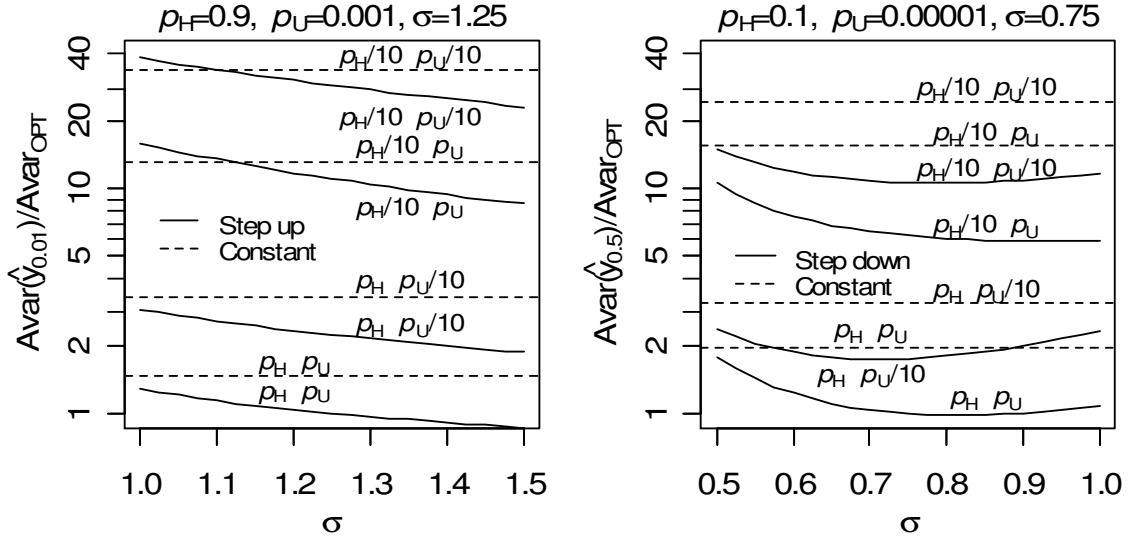 pH=0.9, pU=0.001, σ=1.25
Avar(ŷ0.01)/AvarOPT
40
20
10
5
2
1
pH/10 pU/10
pH/10 pU/10
pH/10 pU
pH/10 pU
Step up
Constant
pH pU/10
pH pU/10
pH pU
pH pU
1.0 1.1 1.2 1.3 1.4 1.5
σ
pH=0.1, pU=0.00001, σ=0.75
Avar(ŷ0.5)/AvarOPT
40
20
10
5
2
1
pH/10 pU/10
pH/10 pU
pH/10 pU/10
pH/10 pU
Step down
Constant
pH pU/10
pH pU
pH pU/10
pH pU
0.5 0.6 0.7 0.8 0.9 1.0
σ